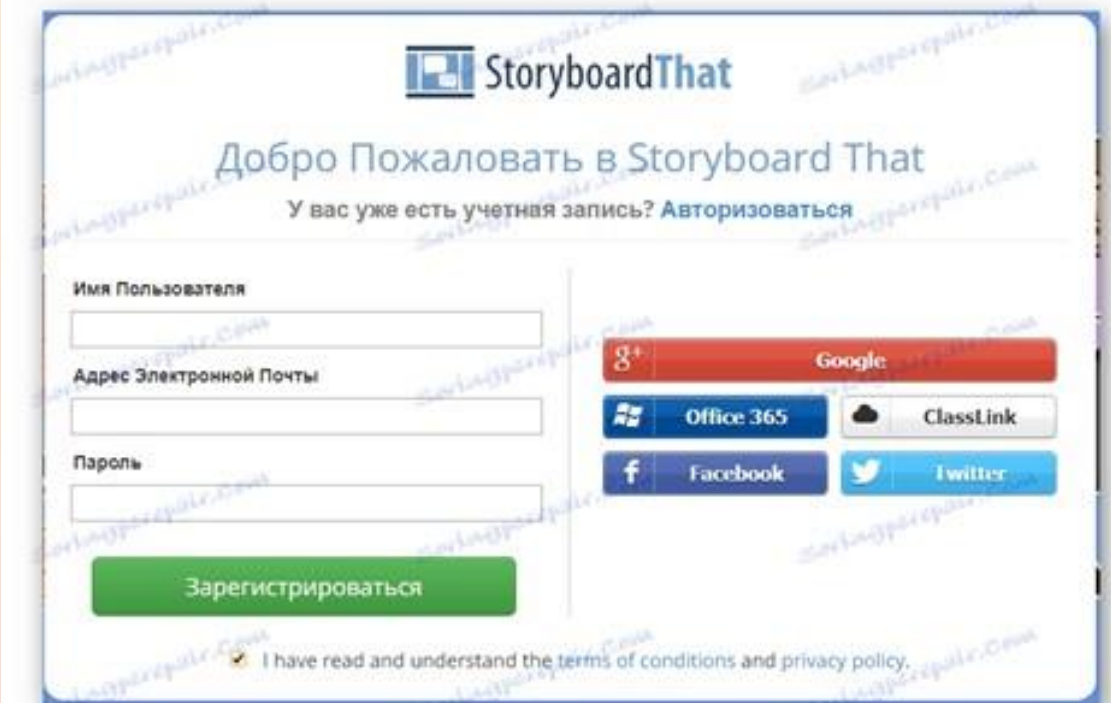 StoryboardThat
Добро Пожаловать в Storyboard That
У вас уже есть учетная запись? Авторизоваться
Имя Пользователя
Адрес Электронной Почты
Пароль
Зарегистрироваться
g+ Google
Office 365
ClassLink
f Facebook
Twitter
I have read and understand the terms of conditions and privacy policy.